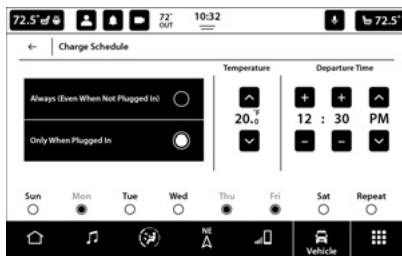 72.5° 72° OUT 10:32 72.5°
Charge Schedule
Temperature Departure Time
Always (Even When Not Plugged In)
20.0 °F 12 : 30 PM
Only When Plugged In
Sun Mon Tue Wed Thu Fri Sat Repeat
NE
A
Vehicle